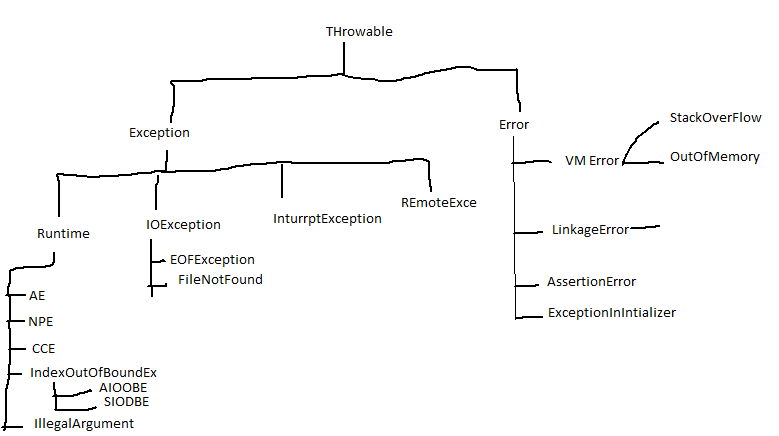 THrowable
Exception
Error
StackOverFlow
VM Error
OutOfMemory
Runtime
IOException
InturrptException
REmoteExce
LinkageError
EOFException
FileNotFound
AssertionError
AE
ExceptionInIntializer
NPE
CCE
IndexOutOfBoundEx
AIOOBE
SIODBE
IllegalArgument